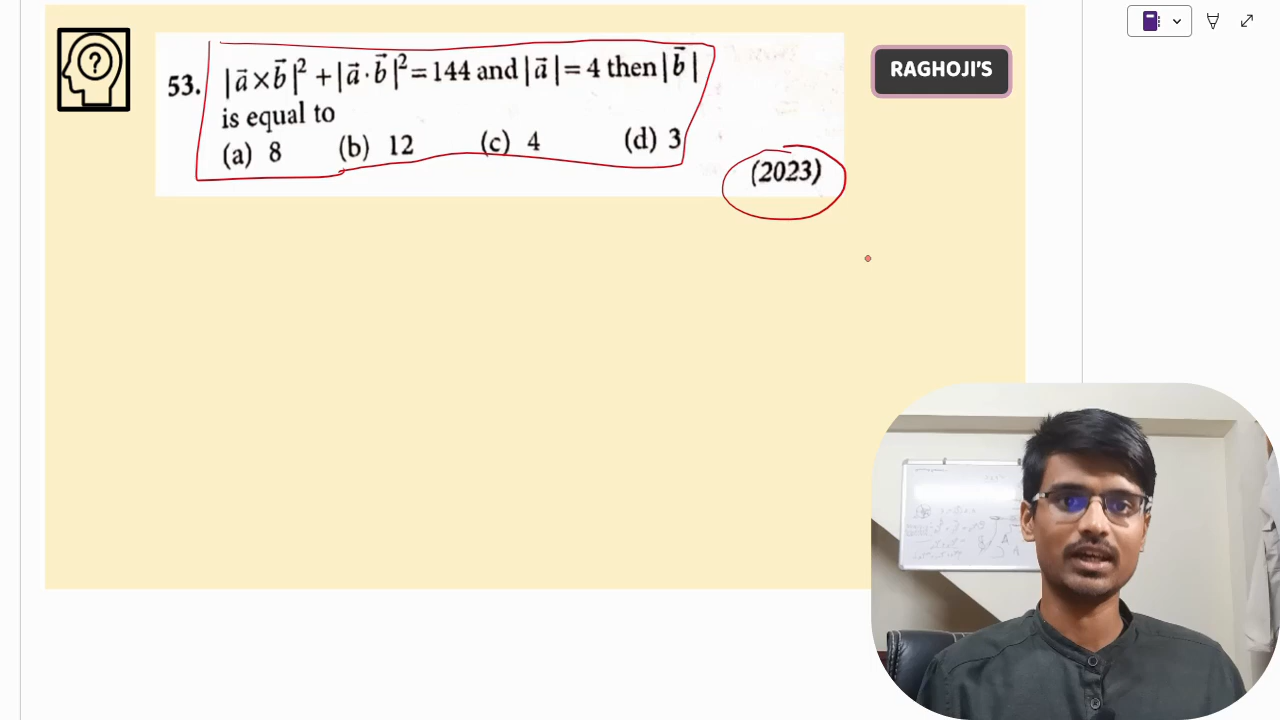 53. |a⃗ × b⃗|² + |a⃗ · b⃗|² = 144 and |a⃗| = 4 then |b⃗|
is equal to
(a) 8 (b) 12 (c) 4 (d) 3
(2023)
RAGHOJI'S